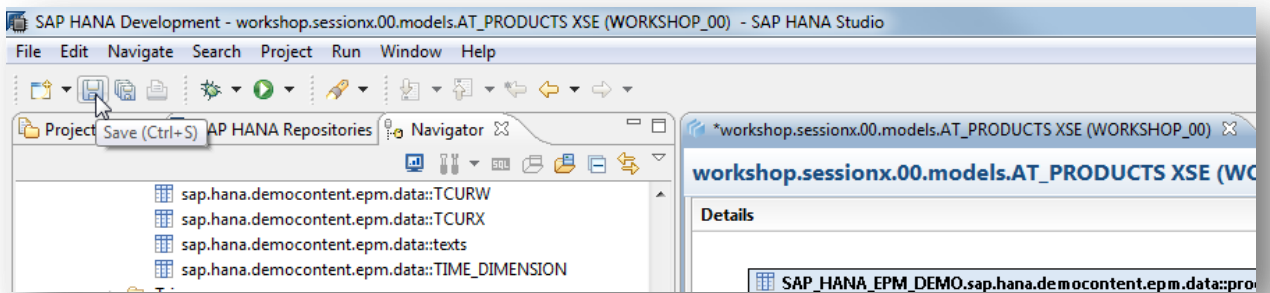 SAP HANA Development - workshop.sessionx.00.models.AT_PRODUCTS XSE (WORKSHOP_00) - SAP HANA Studio
File Edit Navigate Search Project Run Window Help
Project
Save (Ctrl+S)
AP HANA Repositories
Navigator
*workshop.sessionx.00.models.AT_PRODUCTS XSE (WORKSHOP_00)
SQL
workshop.sessionx.00.models.AT_PRODUCTS XSE (WO
sap.hana.democontent.epm.data::TCURW
Details
sap.hana.democontent.epm.data::TCURX
sap.hana.democontent.epm.data::texts
sap.hana.democontent.epm.data::TIME_DIMENSION
SAP_HANA_EPM_DEMO.sap.hana.democontent.epm.data::pro